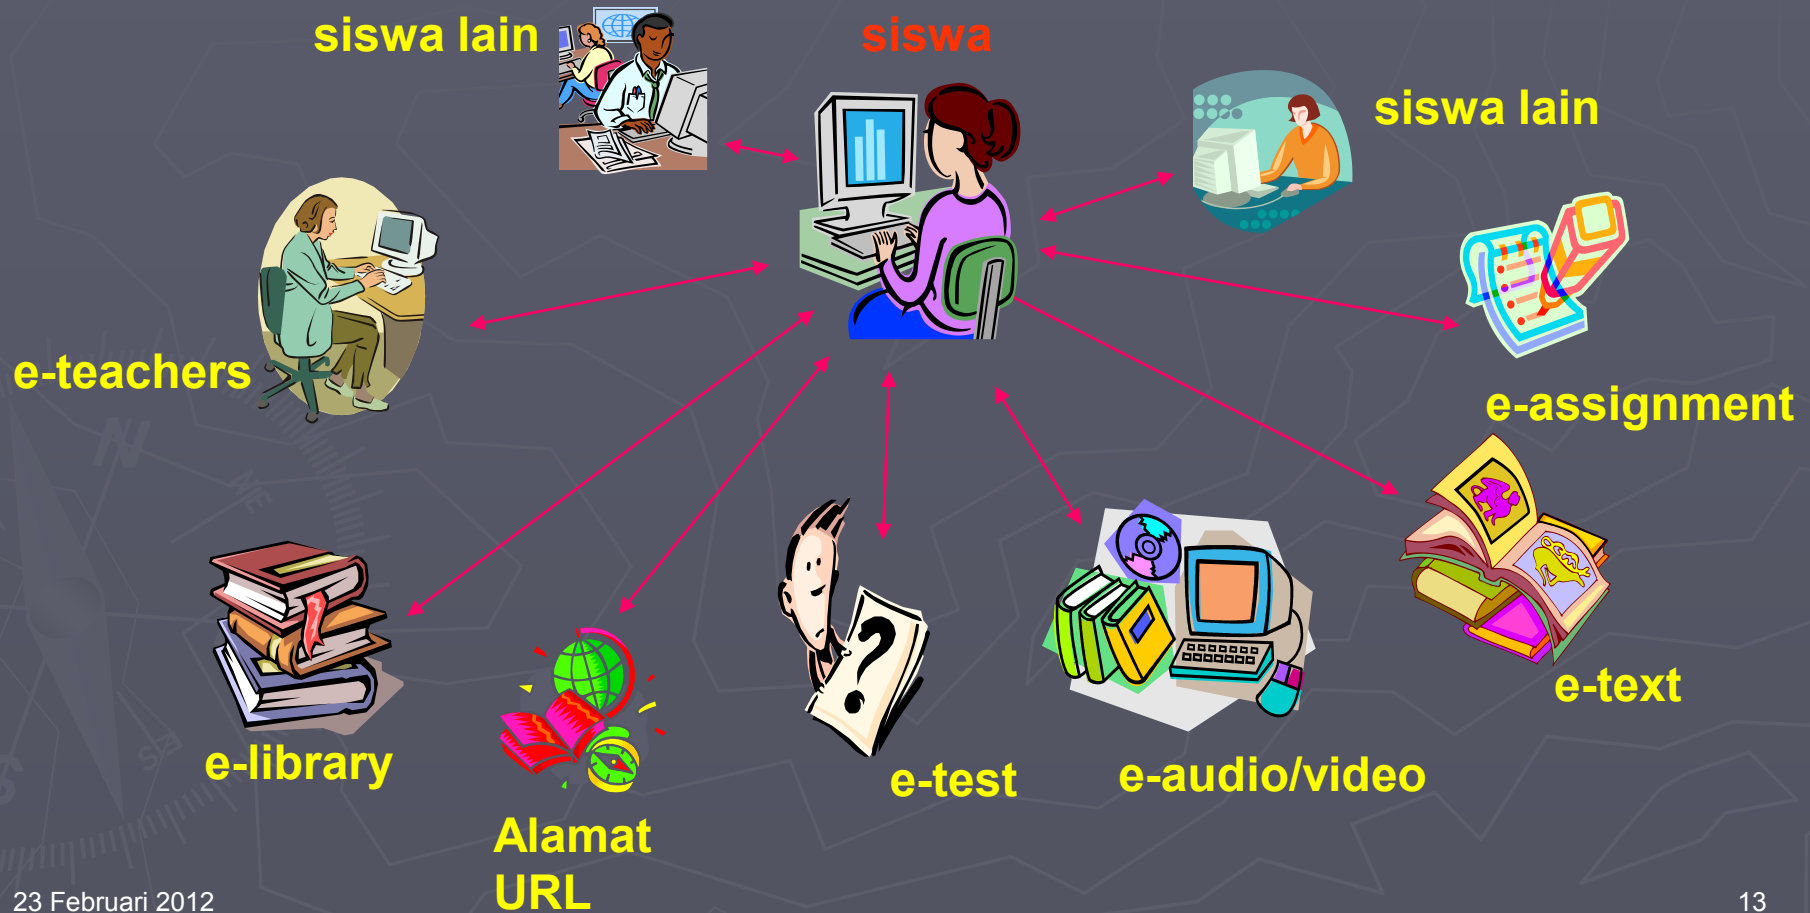 siswa lain
siswa
siswa lain
e-teachers
e-assignment
e-text
e-library
e-test
e-audio/video
Alamat
URL
23 Februari 2012
13